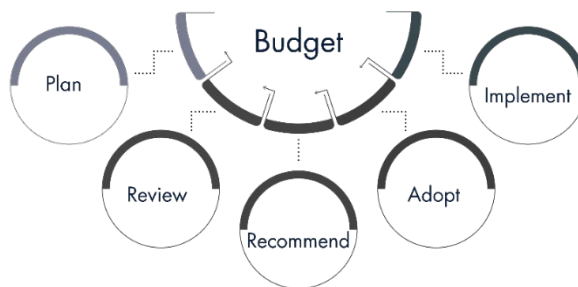 Budget
Plan
Implement
Review
Adopt
Recommend